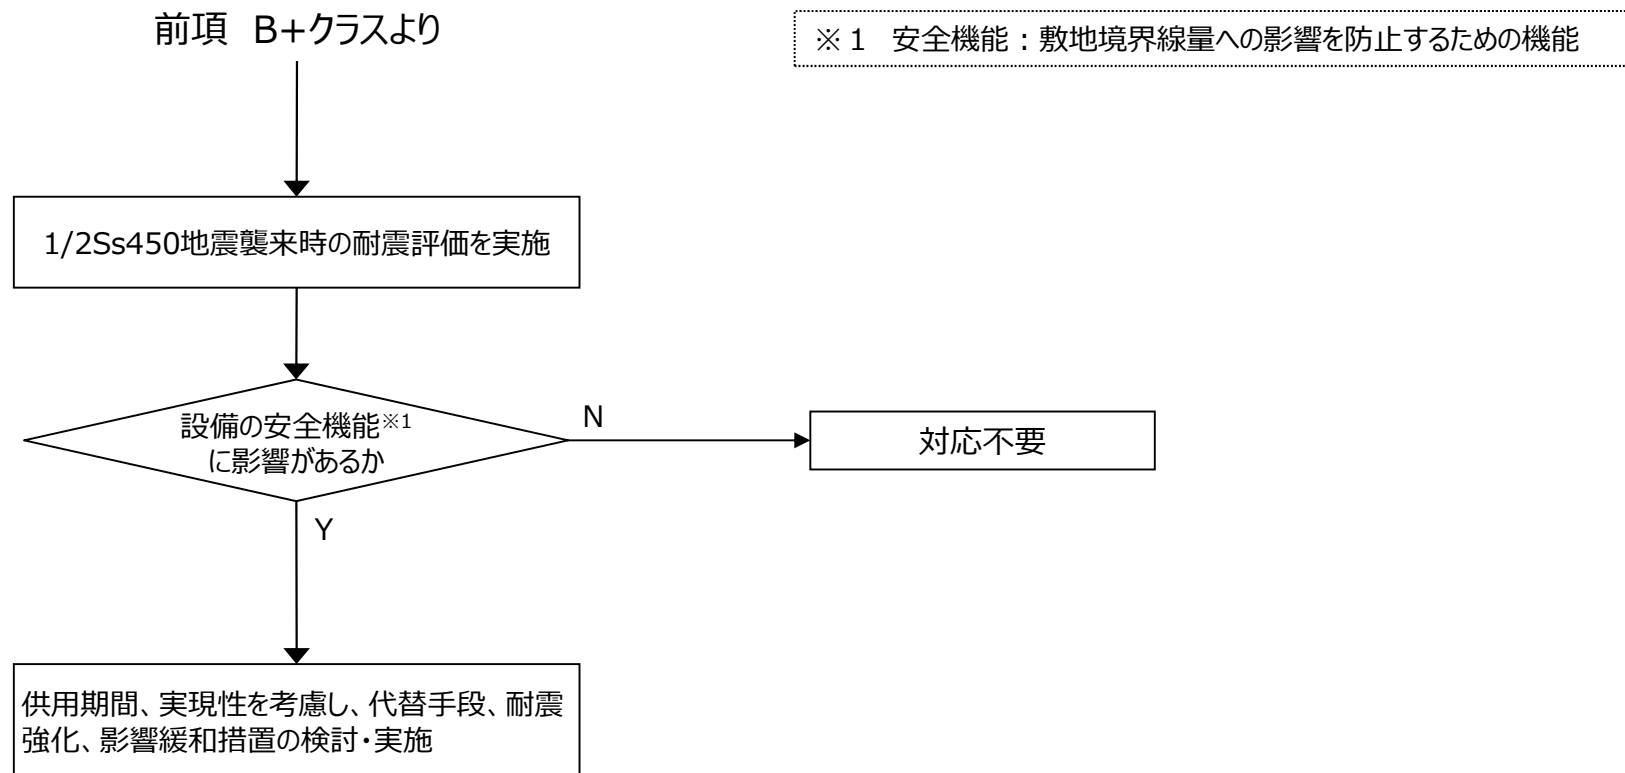 前項 B+クラスより
※1 安全機能:敷地境界線量への影響を防止するための機能
1/2Ss450地震襲来時の耐震評価を実施
設備の安全機能※1
に影響があるか
N
対応不要
Y
供用期間、実現性を考慮し、代替手段、耐震
強化、影響緩和措置の検討・実施